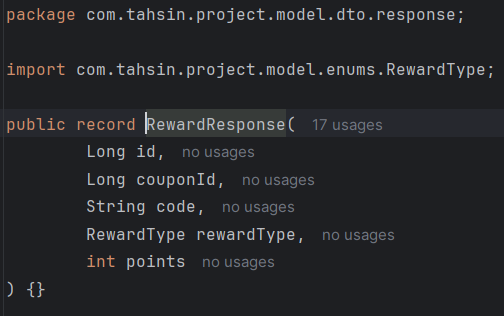 package com.tahsin.project.model.dto.response;
import com.tahsin.project.model.enums.RewardType;
public record RewardResponse( 17 usages
Long id, no usages
Long couponId, no usages
String code, no usages
RewardType rewardType, no usages
int points no usages
) {}